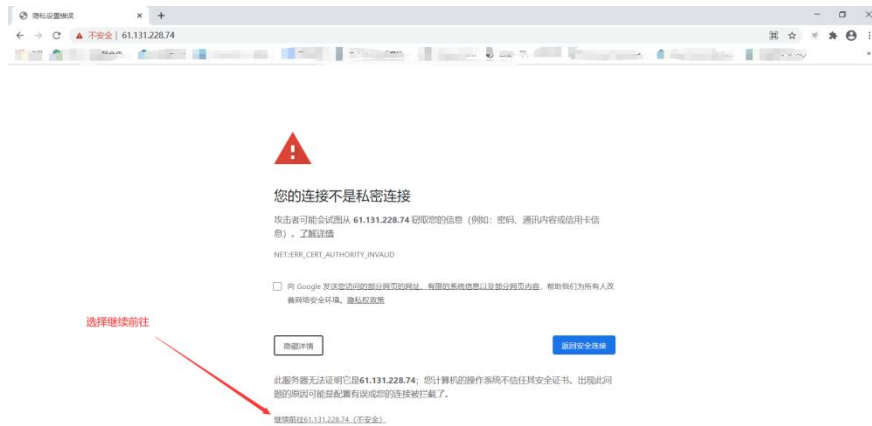 隐私设置错误
不安全 | 61.131.228.74
您的连接不是私密连接
攻击者可能会试图从 61.131.228.74 窃取您的信息（例如：密码、通讯内容或信用卡信
息）。了解详情
NET::ERR_CERT_AUTHORITY_INVALID
向 Google 发送您访问的部分网页的网址、有限的系统信息以及部分网页内容，帮助我们为所有人改
善网络安全环境。隐私权政策
选择继续前往
隐藏详情
返回安全连接
此服务器无法证明它是61.131.228.74；您计算机的操作系统不信任其安全证书。出现此问
题的原因可能是配置有误或您的连接被拦截了。
继续前往61.131.228.74（不安全）